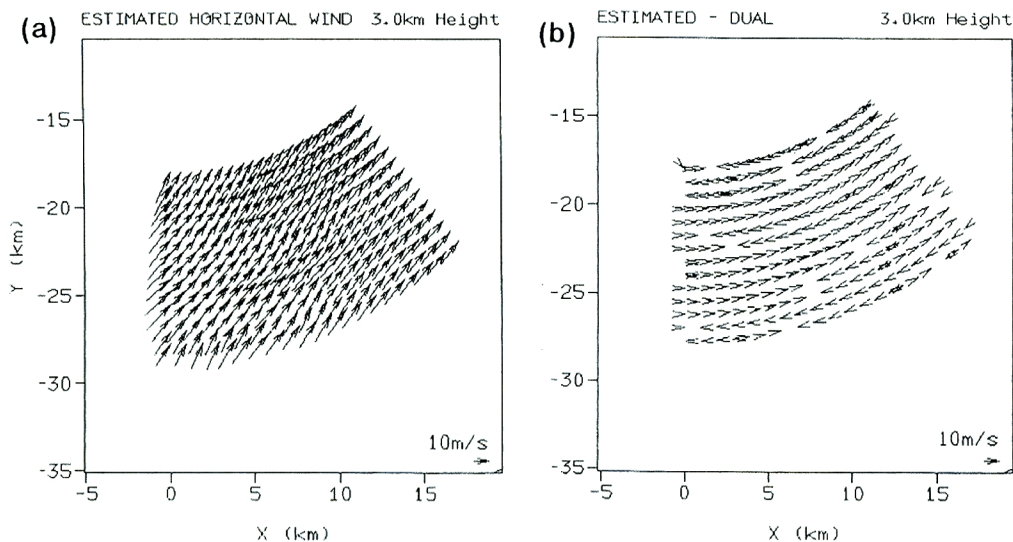 (a) ESTIMATED HORIZONTAL WIND 3.0km Height
-15
-20
-25
-30
-35
Y (km)
-5 0 5 10 15
X (km)
10m/s
(b) ESTIMATED - DUAL 3.0km Height
-15
-20
-25
-30
-35
-5 0 5 10 15
X (km)
10m/s